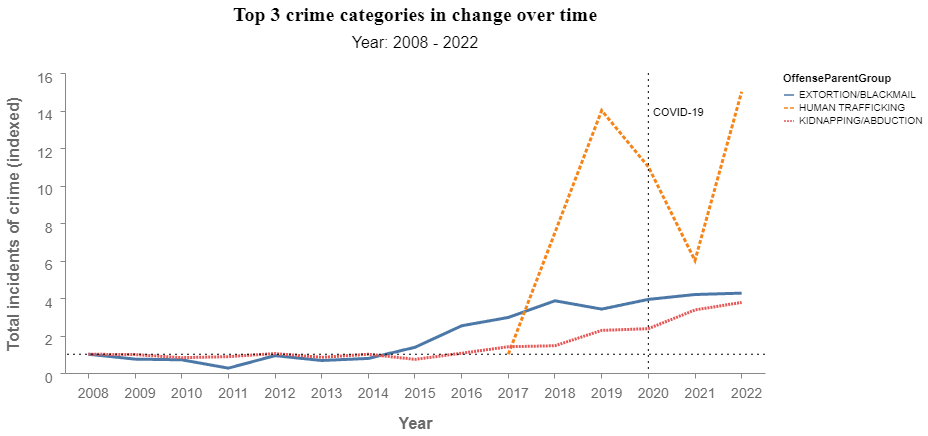 Top 3 crime categories in change over time
Year: 2008 - 2022
OffenseParentGroup
EXTORTION/BLACKMAIL
HUMAN TRAFFICKING
KIDNAPPING/ABDUCTION
COVID-19
Total incidents of crime (indexed)
16
14
12
10
8
6
4
2
0
2008 2009 2010 2011 2012 2013 2014 2015 2016 2017 2018 2019 2020 2021 2022
Year